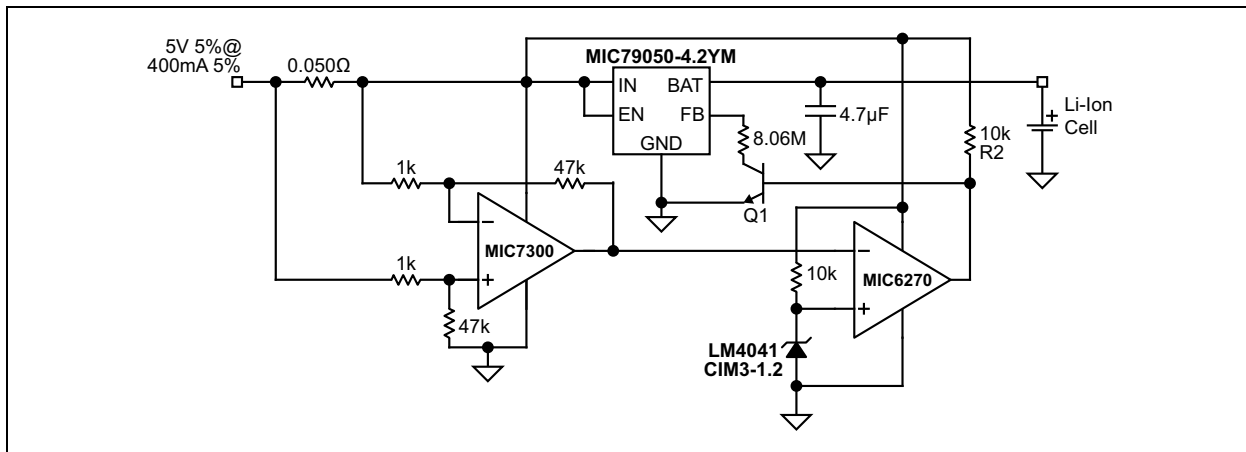 5V 5%@
400mA 5%
0.050Ω
MIC79050-4.2YM
IN
BAT
EN
FB
GND
4.7µF
8.06M
Li-Ion
Cell
+
10k
R2
1k
47k
Q1
−
MIC7300
+
1k
47k
10k
−
MIC6270
+
LM4041
CIM3-1.2